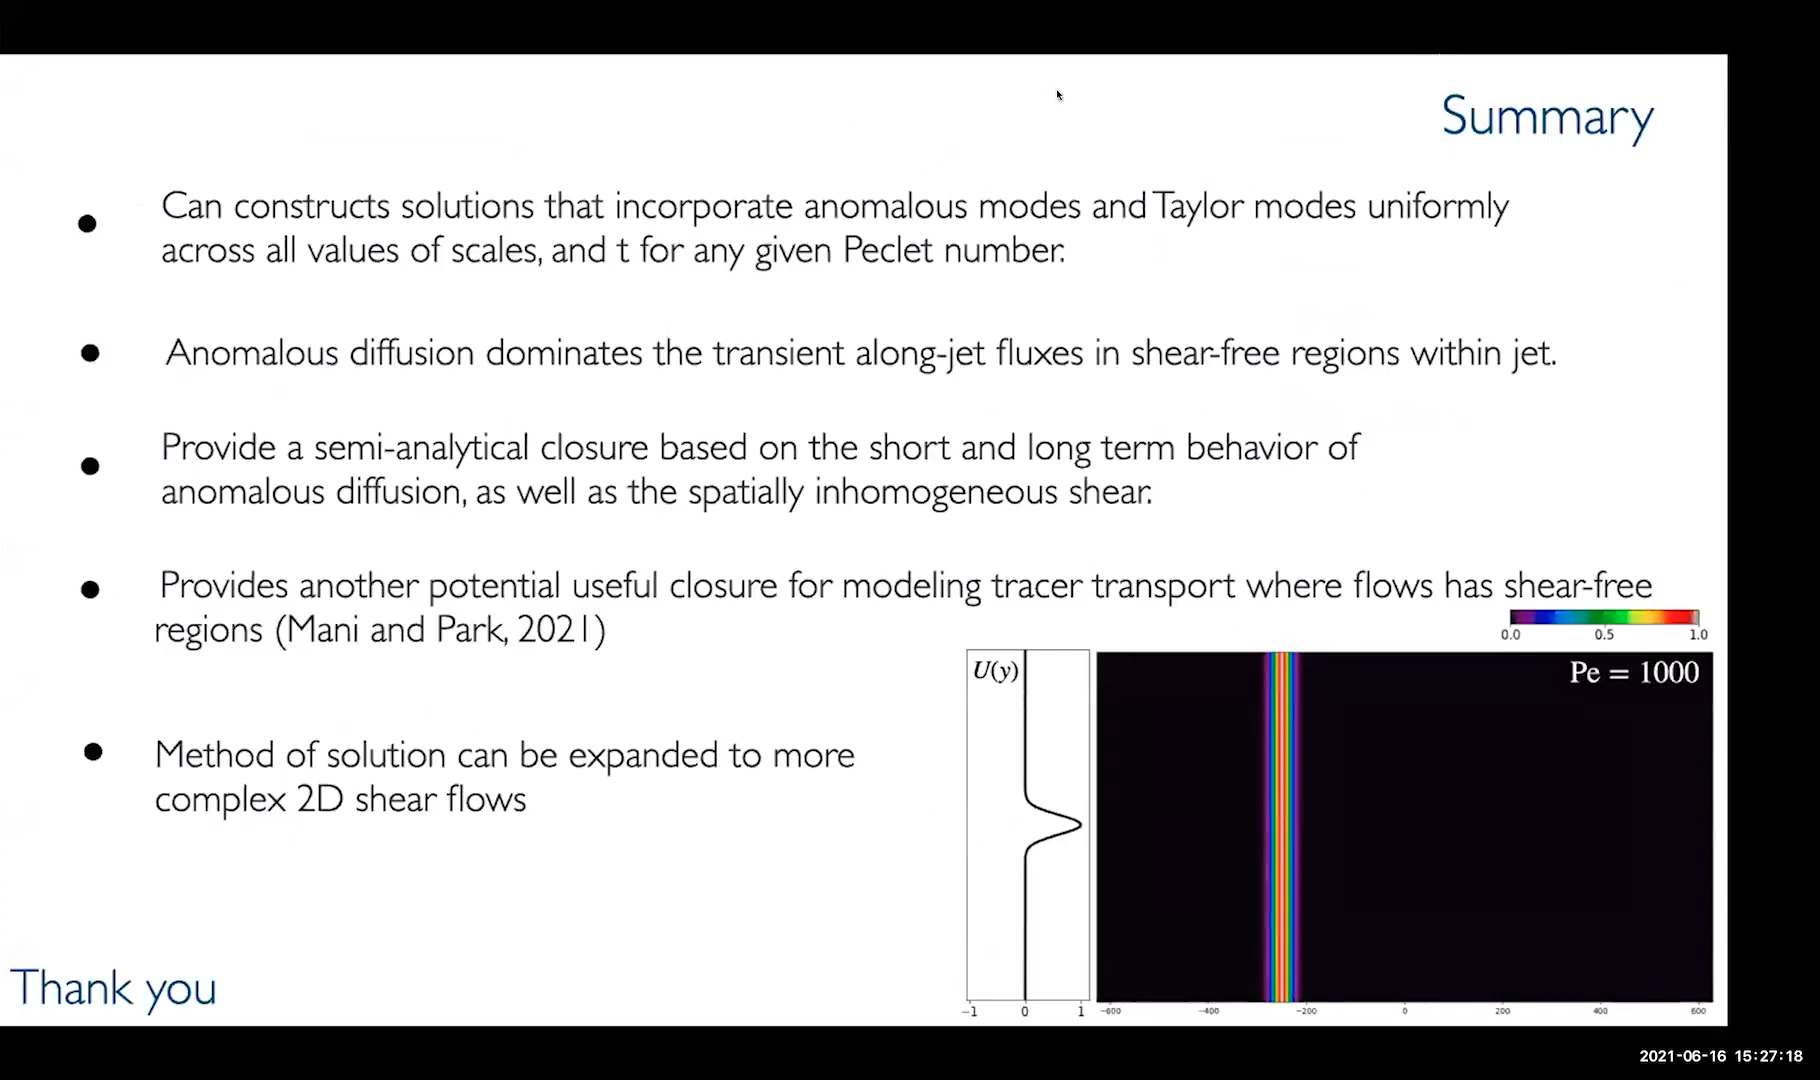 Summary
Can constructs solutions that incorporate anomalous modes and Taylor modes uniformly
across all values of scales, and t for any given Peclet number.
Anomalous diffusion dominates the transient along-jet fluxes in shear-free regions within jet.
Provide a semi-analytical closure based on the short and long term behavior of
anomalous diffusion, as well as the spatially inhomogeneous shear.
Provides another potential useful closure for modeling tracer transport where flows has shear-free
regions (Mani and Park, 2021)
0.0 0.5 1.0
U(y)
Pe = 1000
Method of solution can be expanded to more
complex 2D shear flows
Thank you
−1 0 1
−600 −400 −200 0 200 400 600
2021-06-16 15:27:18